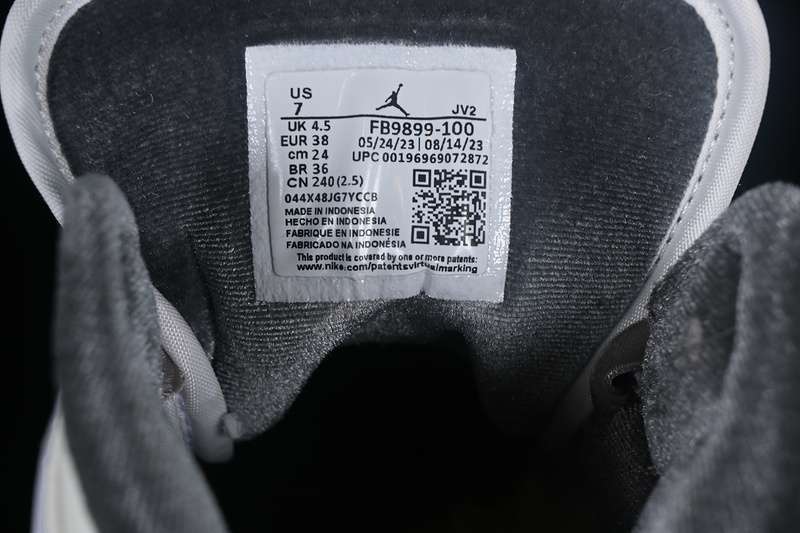 US
7
JV2
UK 4.5
EUR 38
cm 24
BR 36
CN 240 (2.5)
FB9899-100
05/24/23 | 08/14/23
UPC 00196969072872
044X48JG7YCCB
MADE IN INDONESIA
HECHO EN INDONESIA
FABRIQUE EN INDONESIE
FABRICADO NA INDONÉSIA
This product is covered by one or more patents:
www.nike.com/patentsvirtualmarking